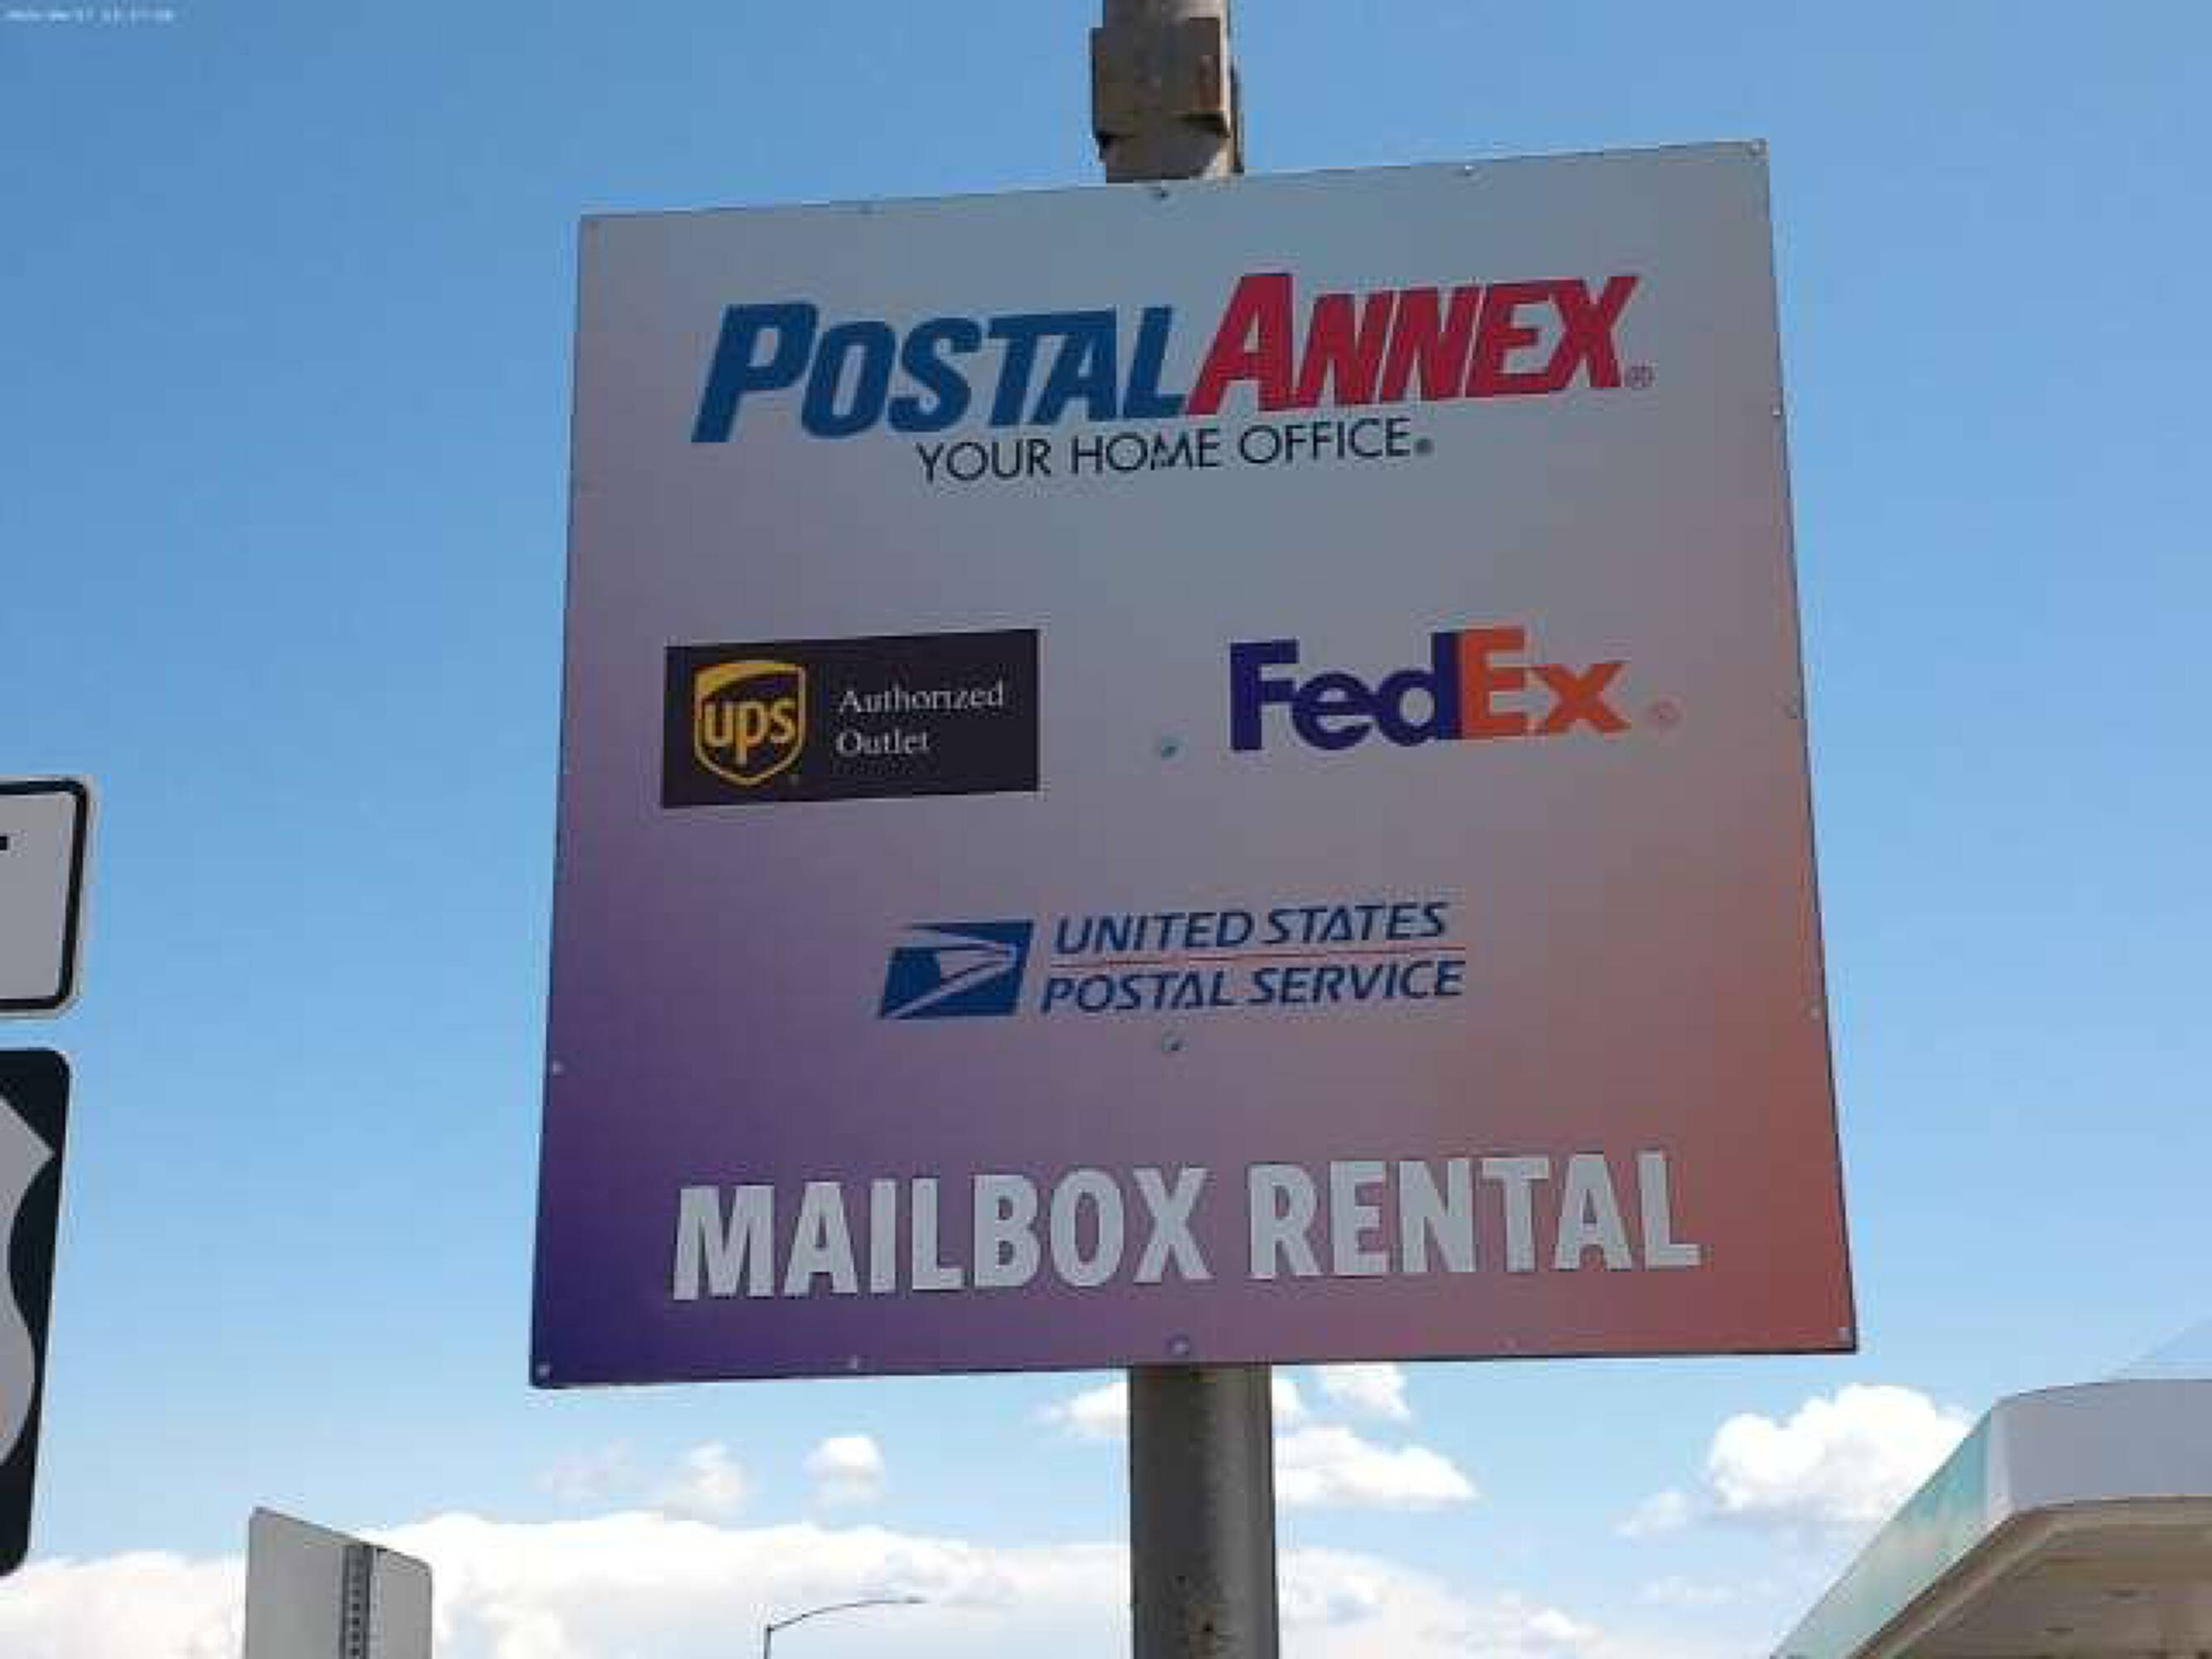 POSTALANNEX®
YOUR HOME OFFICE®
ups Authorized
Outlet
FedEx®
UNITED STATES
POSTAL SERVICE
MAILBOX RENTAL